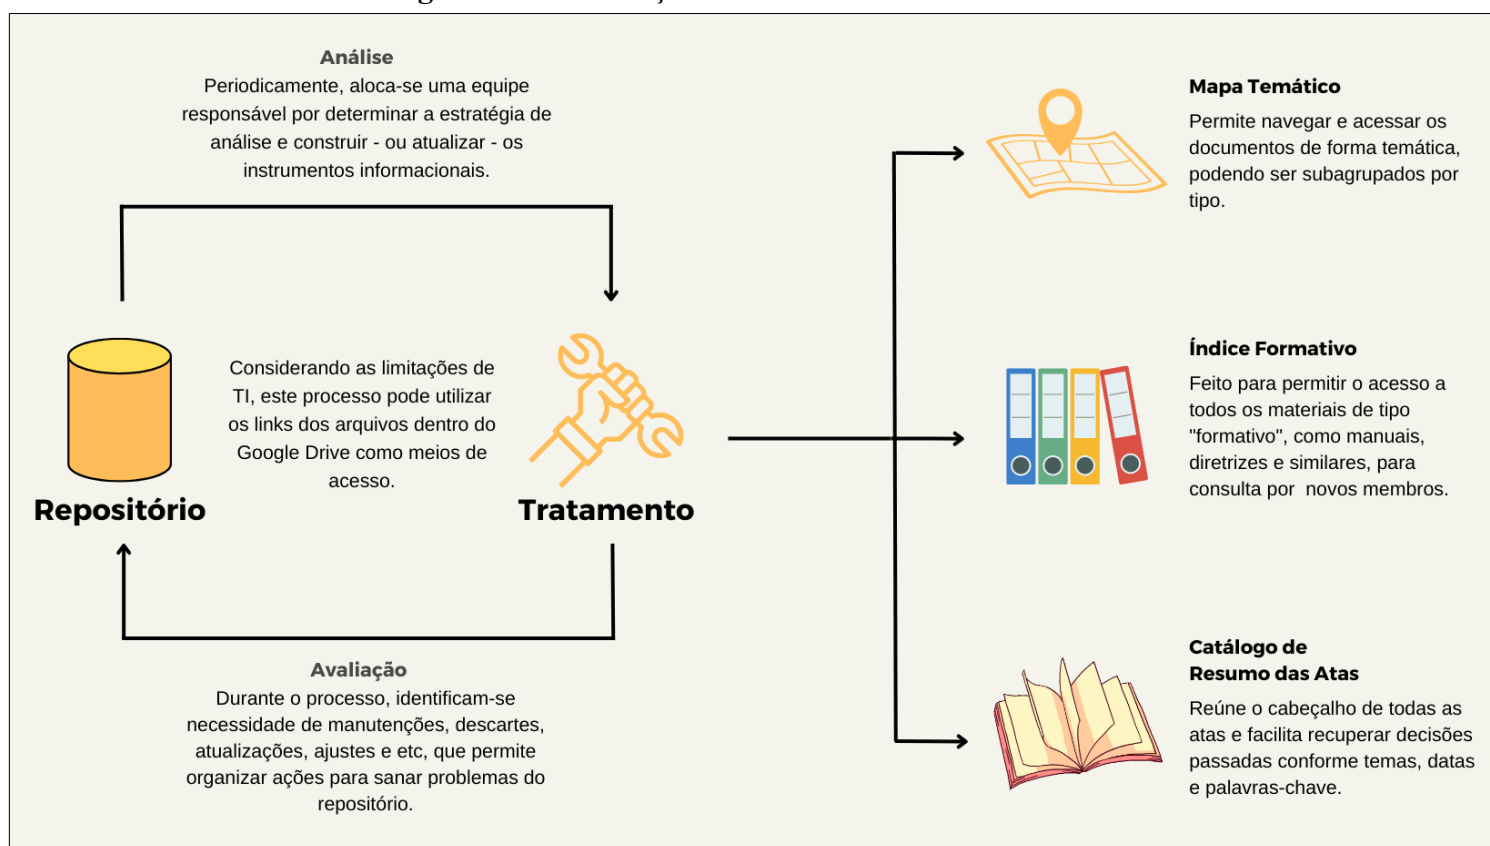 Análise
Periodicamente, aloca-se uma equipe
responsável por determinar a estratégia de
análise e construir - ou atualizar - os
instrumentos informacionais.
Considerando as limitações de
TI, este processo pode utilizar
os links dos arquivos dentro do
Google Drive como meios de
acesso.
Repositório
Tratamento
Avaliação
Durante o processo, identificam-se
necessidade de manutenções, descartes,
atualizações, ajustes e etc, que permite
organizar ações para sanar problemas do
repositório.
Mapa Temático
Permite navegar e acessar os
documentos de forma temática,
podendo ser subagrupados por
tipo.
Índice Formativo
Feito para permitir o acesso a
todos os materiais de tipo
"formativo", como manuais,
diretrizes e similares, para
consulta por  novos membros.
Catálogo de
Resumo das Atas
Reúne o cabeçalho de todas as
atas e facilita recuperar decisões
passadas conforme temas, datas
e palavras-chave.